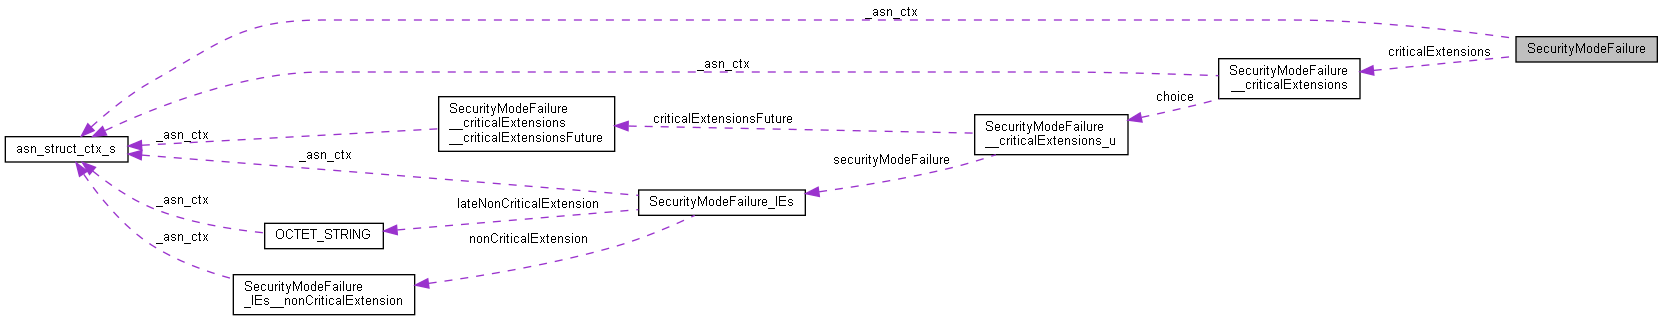 _asn_ctx
SecurityModeFailure
criticalExtensions
_asn_ctx
SecurityModeFailure
__criticalExtensions
choice
SecurityModeFailure
__criticalExtensions
__criticalExtensionsFuture
criticalExtensionsFuture
SecurityModeFailure
__criticalExtensions_u
_asn_ctx
asn_struct_ctx_s
_asn_ctx
securityModeFailure
SecurityModeFailure_IEs
_asn_ctx
lateNonCriticalExtension
OCTET_STRING
_asn_ctx
nonCriticalExtension
SecurityModeFailure
_IEs__nonCriticalExtension